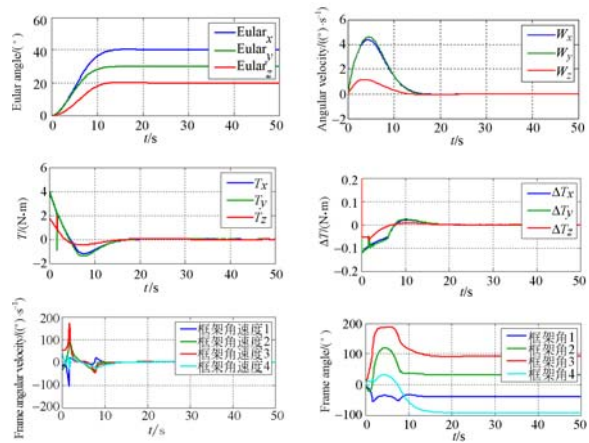 Eular angle/(°)
60
40
20
0
0 10 20 30 40 50
t/s
Eular_x
Eular_y
Eular_z
Angular velocity/((°)·s⁻¹)
6
4
2
0
−2
0 10 20 30 40 50
t/s
W_x
W_y
W_z
T/(N·m)
6
4
2
0
−2
0 10 20 30 40 50
t/s
Tx
Ty
Tz
ΔT/(N·m)
0.2
0.1
0
−0.1
−0.2
0 10 20 30 40 50
t/s
ΔTx
ΔTy
ΔTz
Frame angular velocity/((°)·s⁻¹)
200
100
0
−100
−200
0 10 20 30 40 50
t/s
框架角速度1
框架角速度2
框架角速度3
框架角速度4
Frame angle/(°)
200
100
0
−100
0 10 20 30 40 50
t/s
框架角1
框架角2
框架角3
框架角4